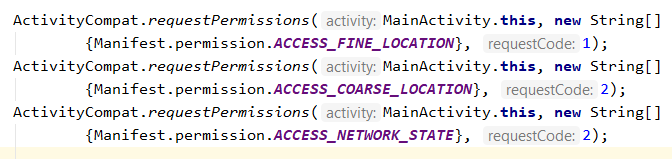 ActivityCompat.requestPermissions( activity: MainActivity.this, new String[]
{Manifest.permission.ACCESS_FINE_LOCATION}, requestCode: 1);
ActivityCompat.requestPermissions( activity: MainActivity.this, new String[]
{Manifest.permission.ACCESS_COARSE_LOCATION}, requestCode: 2);
ActivityCompat.requestPermissions( activity: MainActivity.this, new String[]
{Manifest.permission.ACCESS_NETWORK_STATE}, requestCode: 2);